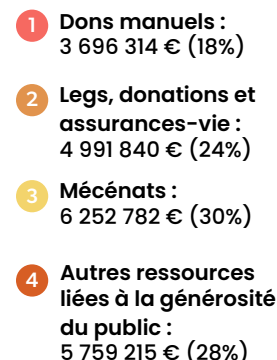 1 Dons manuels :
3 696 314 € (18%)
2 Legs, donations et
assurances-vie :
4 991 840 € (24%)
3 Mécénats :
6 252 782 € (30%)
4 Autres ressources
liées à la générosité
du public :
5 759 215 € (28%)